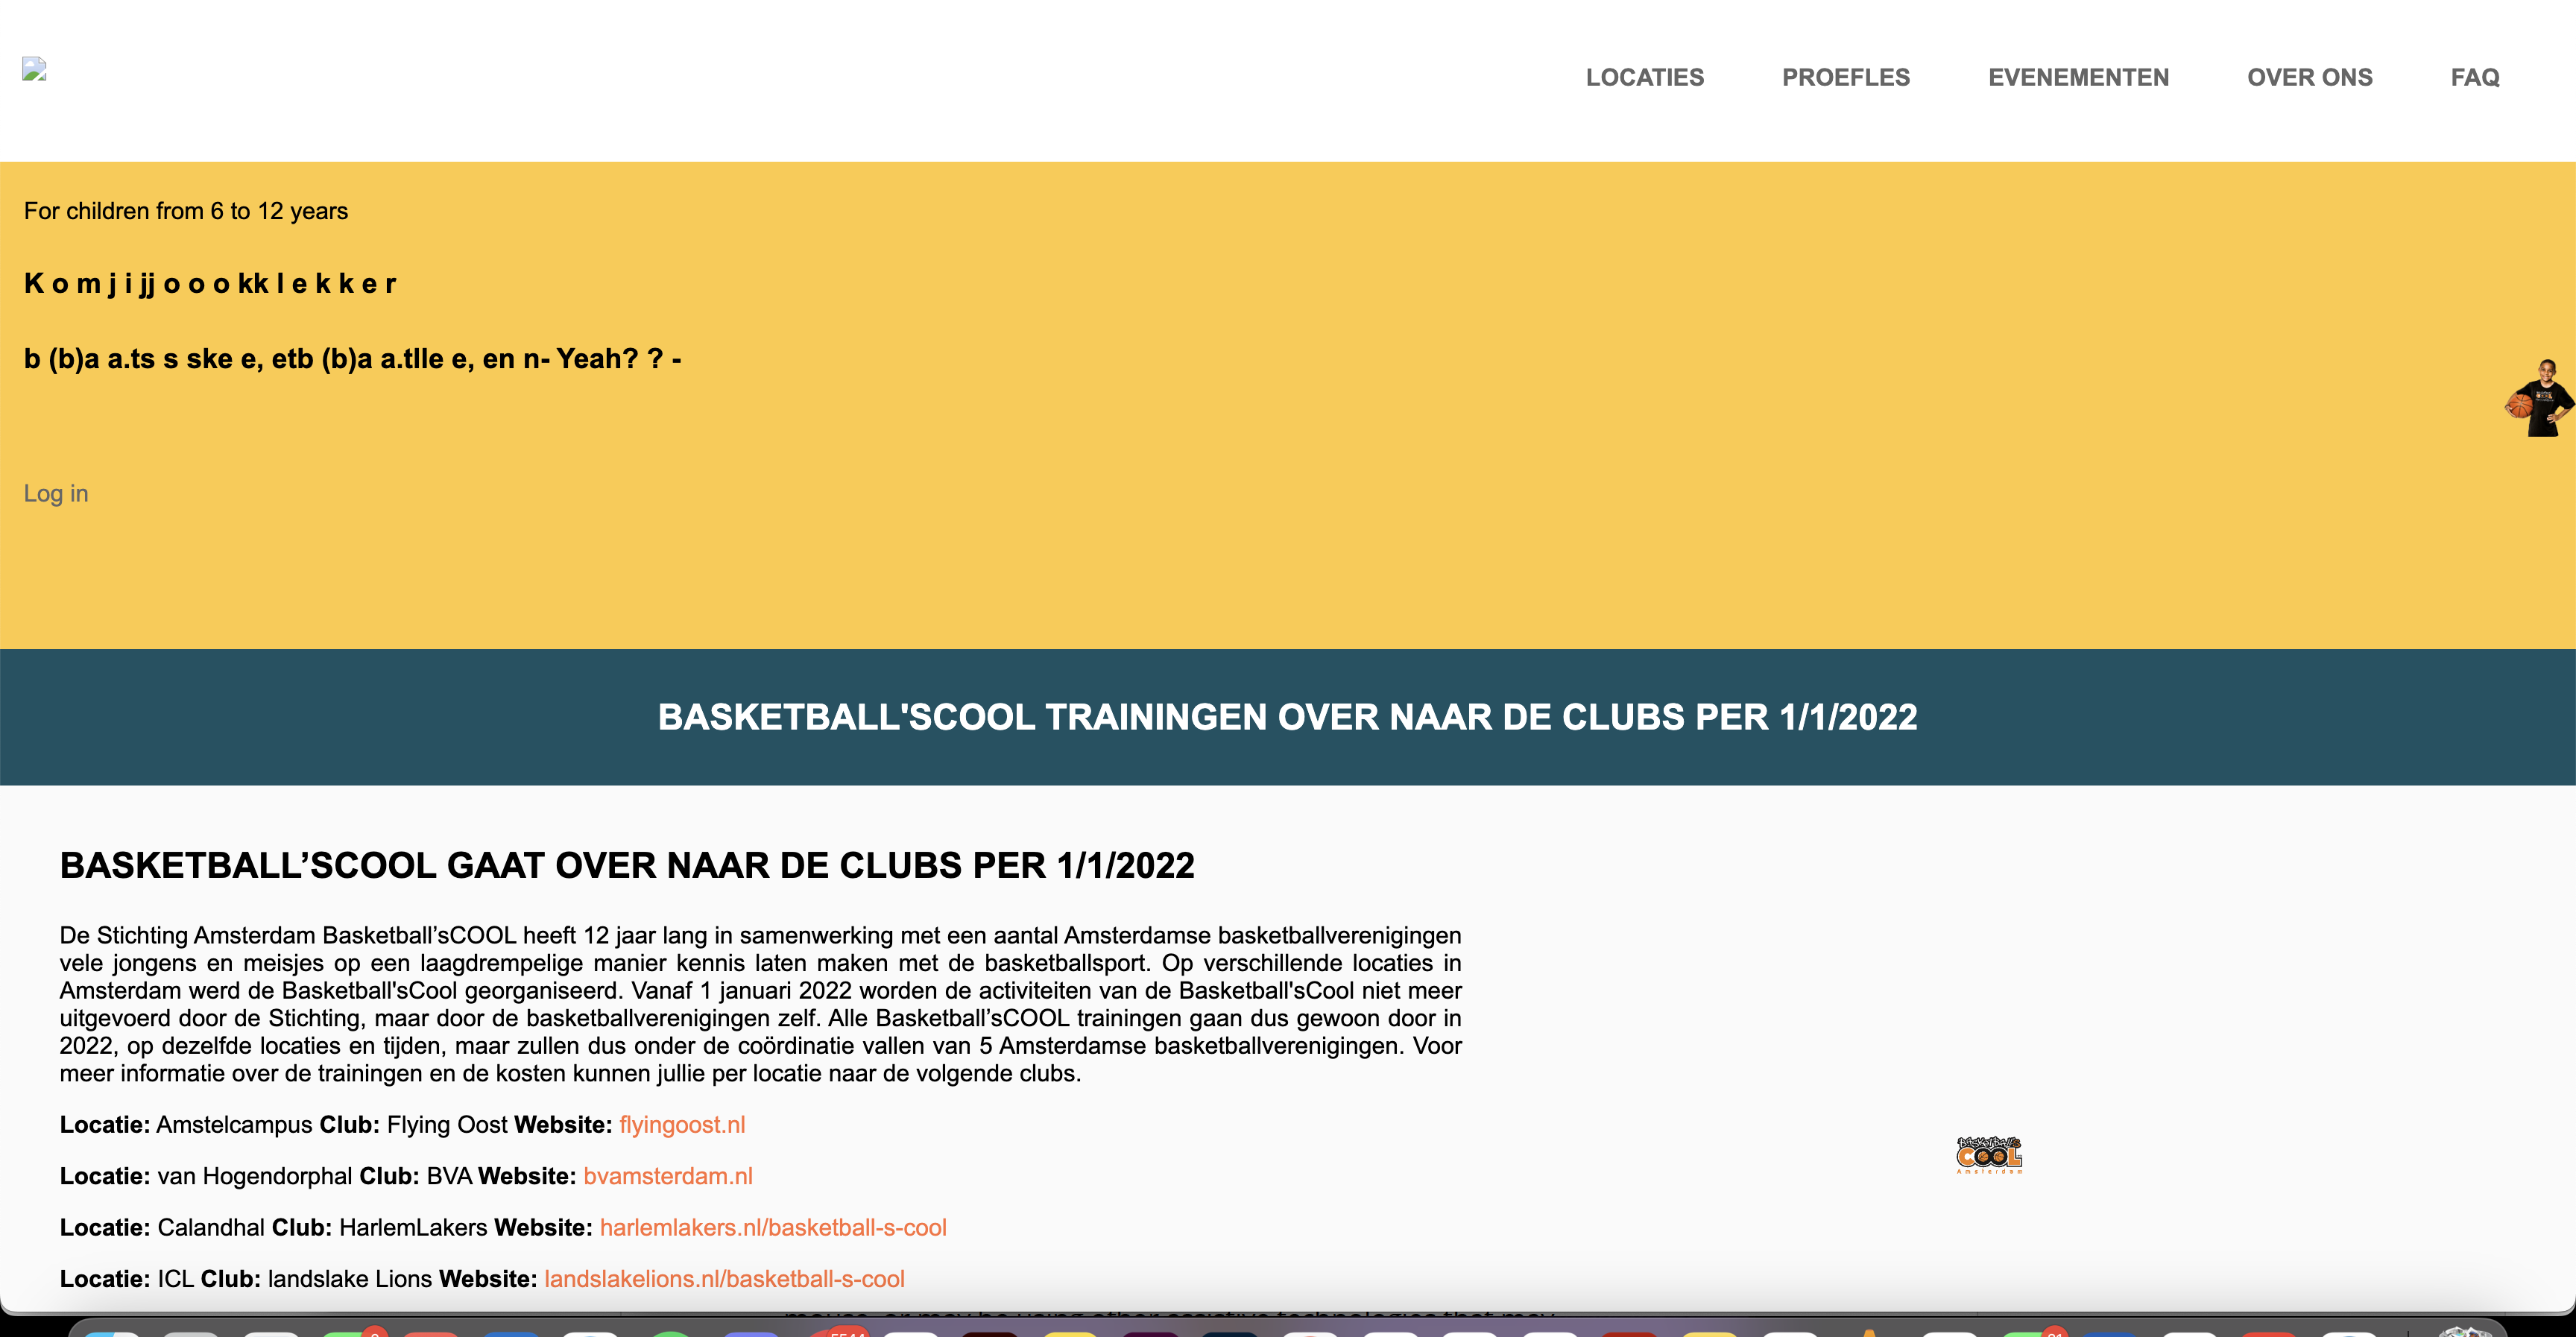 LOCATIES PROEFLES EVENEMENTEN OVER ONS FAQ
For children from 6 to 12 years
K o m j i jj o o o kk l e k k e r
b (b)a a.ts s ske e, etb (b)a a.tlle e, en n- Yeah? ? -
Log in
BASKETBALL'SCOOL TRAININGEN OVER NAAR DE CLUBS PER 1/1/2022
BASKETBALL’SCOOL GAAT OVER NAAR DE CLUBS PER 1/1/2022
De Stichting Amsterdam Basketball’sCOOL heeft 12 jaar lang in samenwerking met een aantal Amsterdamse basketballverenigingen
vele jongens en meisjes op een laagdrempelige manier kennis laten maken met de basketballsport. Op verschillende locaties in
Amsterdam werd de Basketball'sCool georganiseerd. Vanaf 1 januari 2022 worden de activiteiten van de Basketball'sCool niet meer
uitgevoerd door de Stichting, maar door de basketballverenigingen zelf. Alle Basketball’sCOOL trainingen gaan dus gewoon door in
2022, op dezelfde locaties en tijden, maar zullen dus onder de coördinatie vallen van 5 Amsterdamse basketballverenigingen. Voor
meer informatie over de trainingen en de kosten kunnen jullie per locatie naar de volgende clubs.
Locatie: Amstelcampus Club: Flying Oost Website: flyingoost.nl
Locatie: van Hogendorphal Club: BVA Website: bvamsterdam.nl
BasketBall's
COOL
Amsterdam
Locatie: Calandhal Club: HarlemLakers Website: harlemlakers.nl/basketball-s-cool
Locatie: ICL Club: landslake Lions Website: landslakelions.nl/basketball-s-cool